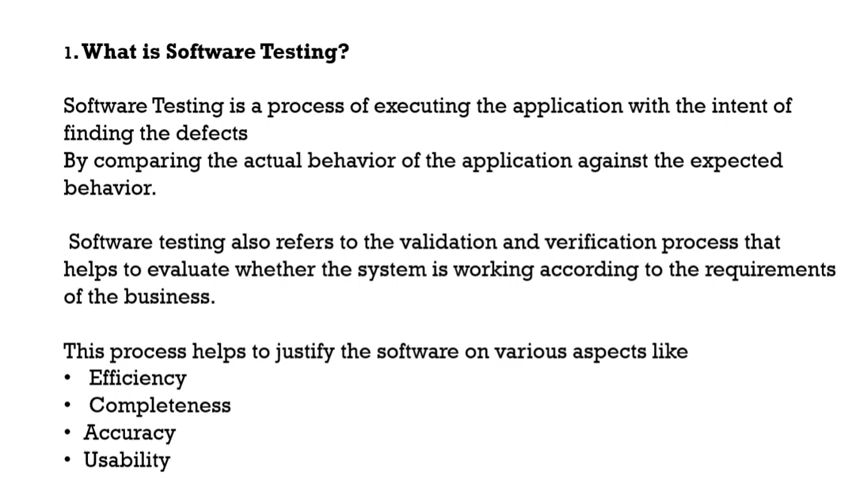 1. What is Software Testing?
Software Testing is a process of executing the application with the intent of
finding the defects
By comparing the actual behavior of the application against the expected
behavior.
Software testing also refers to the validation and verification process that
helps to evaluate whether the system is working according to the requirements
of the business.
This process helps to justify the software on various aspects like
• Efficiency
• Completeness
• Accuracy
• Usability